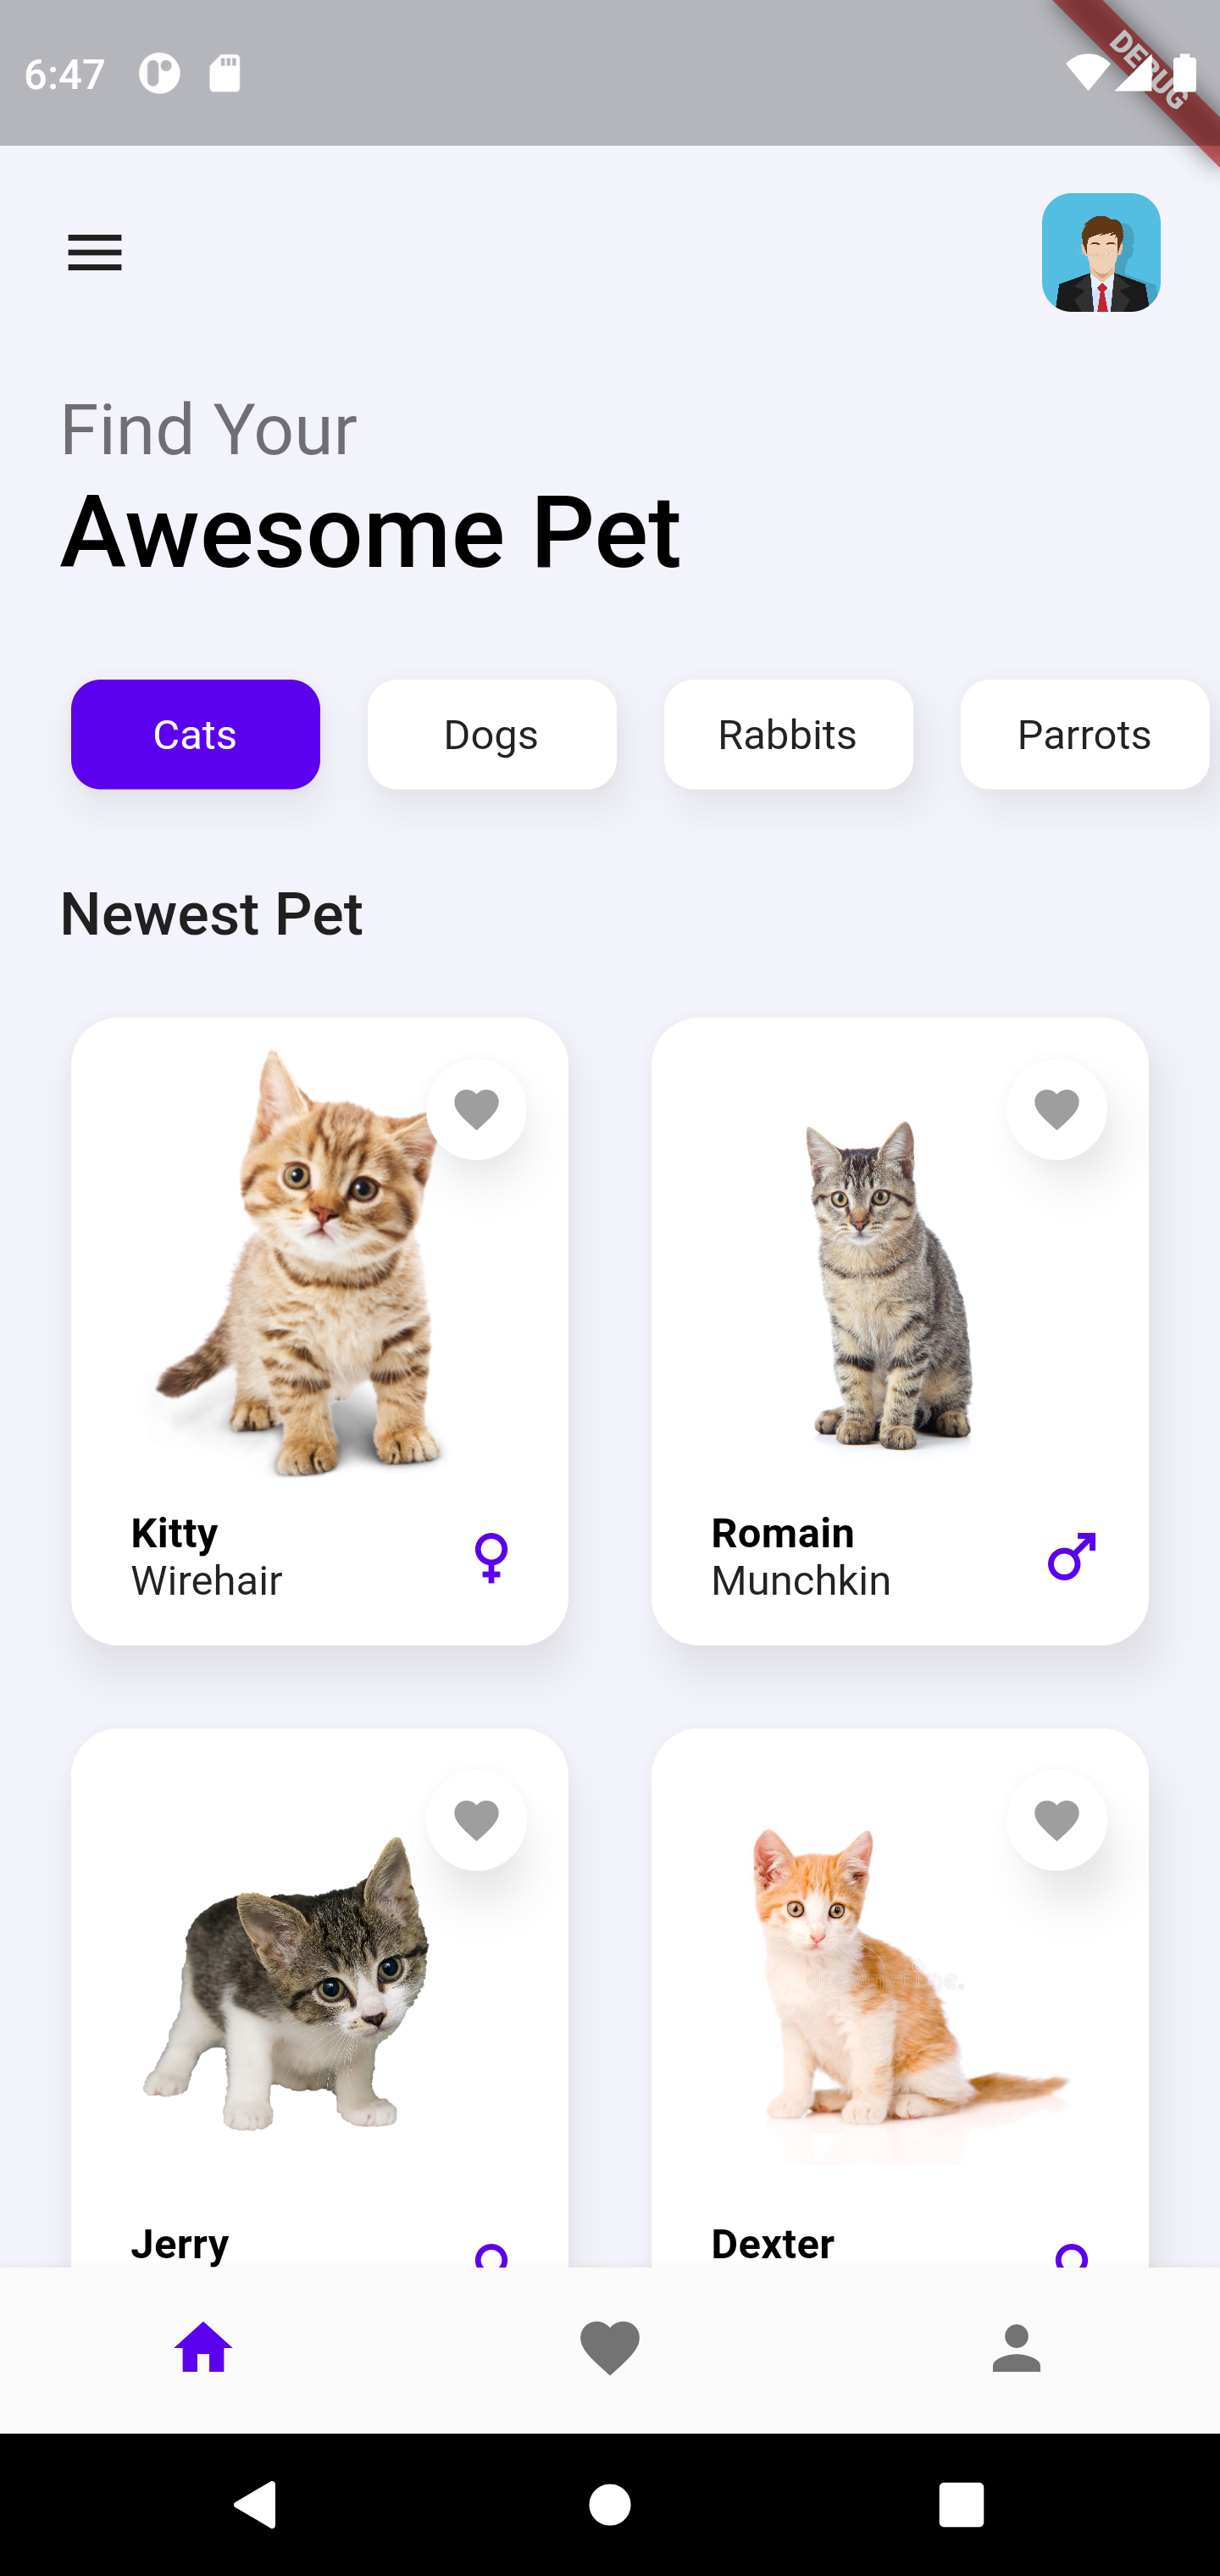 6:47
DEBUG
Find Your
Awesome Pet
Cats Dogs Rabbits Parrots
Newest Pet
Kitty
Wirehair
Romain
Munchkin
Jerry
Dexter